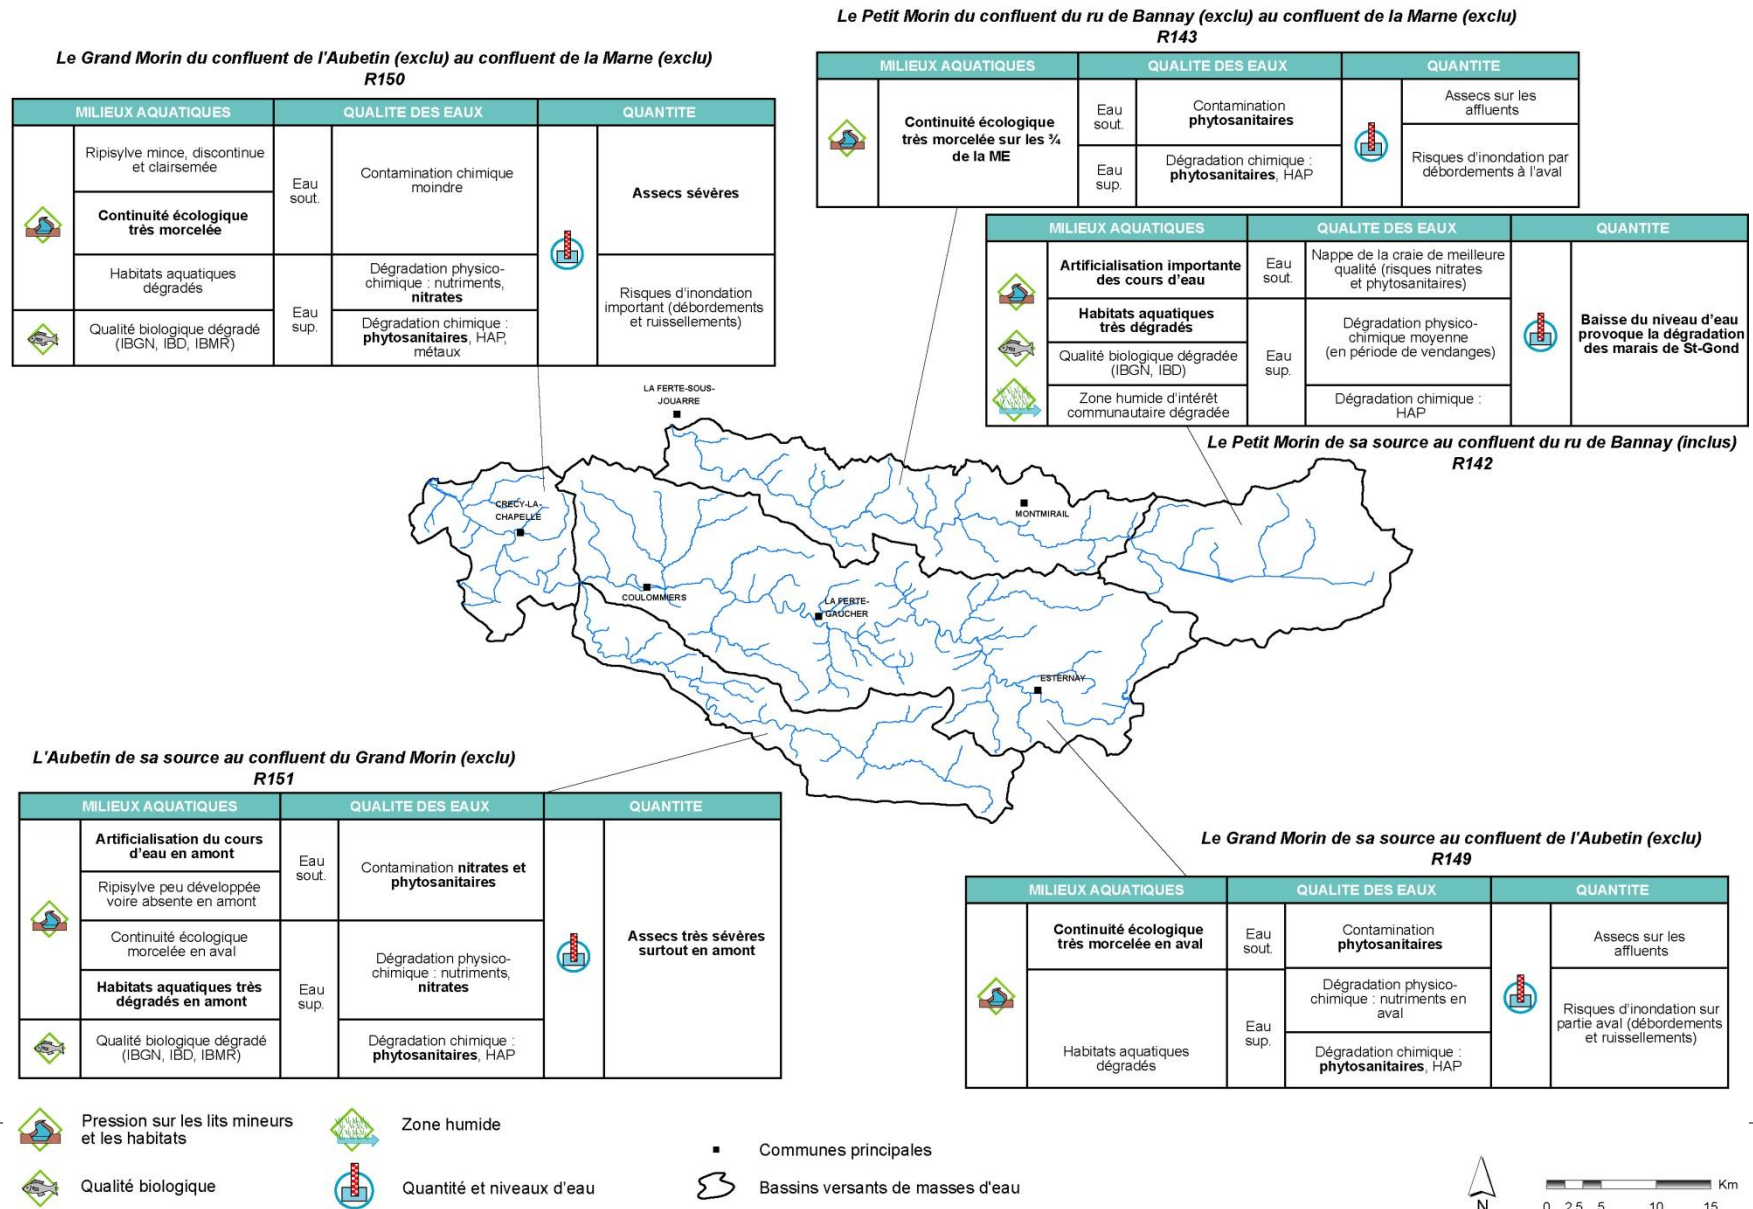 Le Petit Morin du confluent du ru de Bannay (exclu) au confluent de la Marne (exclu)
R143
MILIEUX AQUATIQUES
QUALITE DES EAUX
QUANTITE
Continuité écologique
très morcelée sur les ¾
de la ME
Eau
sout.
Contamination
phytosanitaires
Eau
sup.
Dégradation chimique :
phytosanitaires, HAP
Assecs sur les
affluents
Risques d'inondation par
débordements à l'aval
Le Grand Morin du confluent de l'Aubetin (exclu) au confluent de la Marne (exclu)
R150
MILIEUX AQUATIQUES
QUALITE DES EAUX
QUANTITE
Ripisylve mince, discontinue
et clairsemée
Continuité écologique
très morcelée
Habitats aquatiques
dégradés
Qualité biologique dégradé
(IBGN, IBD, IBMR)
Eau
sout.
Contamination chimique
moindre
Eau
sup.
Dégradation physico-
chimique : nutriments,
nitrates
Dégradation chimique :
phytosanitaires, HAP,
métaux
Assecs sévères
Risques d'inondation
important (débordements
et ruissellements)
MILIEUX AQUATIQUES
QUALITE DES EAUX
QUANTITE
Artificialisation importante
des cours d'eau
Habitats aquatiques
très dégradés
Qualité biologique dégradée
(IBGN, IBD)
Zone humide d'intérêt
communautaire dégradée
Eau
sout.
Nappe de la craie de meilleure
qualité (risques nitrates
et phytosanitaires)
Eau
sup.
Dégradation physico-
chimique moyenne
(en période de vendanges)
Dégradation chimique :
HAP
Baisse du niveau d'eau
provoque la dégradation
des marais de St-Gond
Le Petit Morin de sa source au confluent du ru de Bannay (inclus)
R142
LA FERTE-SOUS-
JOUARRE
CRECY-LA-
CHAPELLE
MONTMIRAIL
COULOMMIERS
LA FERTE-
GAUCHER
ESTERNAY
L'Aubetin de sa source au confluent du Grand Morin (exclu)
R151
MILIEUX AQUATIQUES
QUALITE DES EAUX
QUANTITE
Artificialisation du cours
d'eau en amont
Ripisylve peu développée
voire absente en amont
Continuité écologique
morcelée en aval
Habitats aquatiques très
dégradés en amont
Qualité biologique dégradé
(IBGN, IBD, IBMR)
Eau
sout.
Contamination nitrates et
phytosanitaires
Eau
sup.
Dégradation physico-
chimique : nutriments,
nitrates
Dégradation chimique :
phytosanitaires, HAP
Assecs très sévères
surtout en amont
Le Grand Morin de sa source au confluent de l'Aubetin (exclu)
R149
MILIEUX AQUATIQUES
QUALITE DES EAUX
QUANTITE
Continuité écologique
très morcelée en aval
Habitats aquatiques
dégradés
Eau
sout.
Contamination
phytosanitaires
Eau
sup.
Dégradation physico-
chimique : nutriments en
aval
Dégradation chimique :
phytosanitaires, HAP
Assecs sur les
affluents
Risques d'inondation sur
partie aval (débordements
et ruissellements)
Pression sur les lits mineurs
et les habitats
Zone humide
Communes principales
Qualité biologique
Quantité et niveaux d'eau
Bassins versants de masses d'eau
N
Km
0 2,5 5 10 15